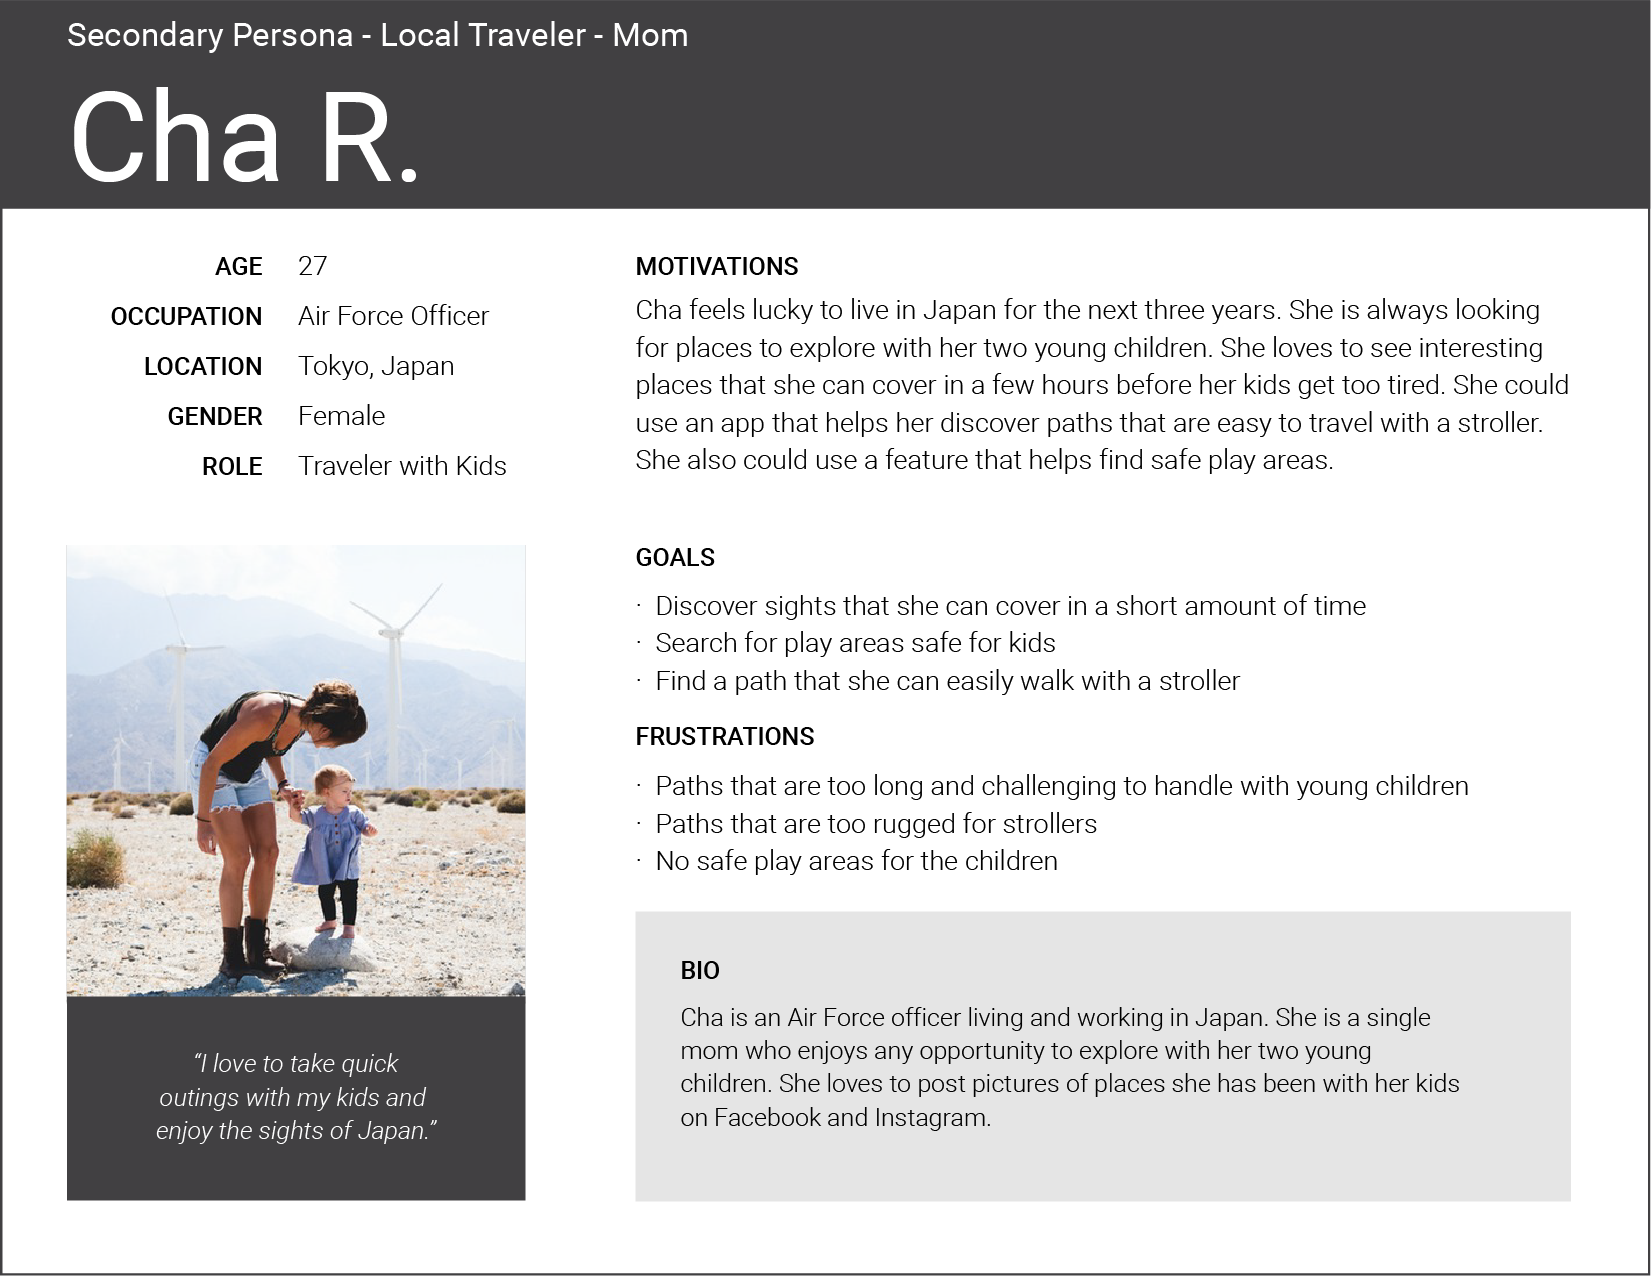 Secondary Persona - Local Traveler - Mom
Cha R.
AGE 27
OCCUPATION Air Force Officer
LOCATION Tokyo, Japan
GENDER Female
ROLE Traveler with Kids
“I love to take quick
outings with my kids and
enjoy the sights of Japan.”
MOTIVATIONS
Cha feels lucky to live in Japan for the next three years. She is always looking
for places to explore with her two young children. She loves to see interesting
places that she can cover in a few hours before her kids get too tired. She could
use an app that helps her discover paths that are easy to travel with a stroller.
She also could use a feature that helps find safe play areas.
GOALS
· Discover sights that she can cover in a short amount of time
· Search for play areas safe for kids
· Find a path that she can easily walk with a stroller
FRUSTRATIONS
· Paths that are too long and challenging to handle with young children
· Paths that are too rugged for strollers
· No safe play areas for the children
BIO
Cha is an Air Force officer living and working in Japan. She is a single
mom who enjoys any opportunity to explore with her two young
children. She loves to post pictures of places she has been with her kids
on Facebook and Instagram.